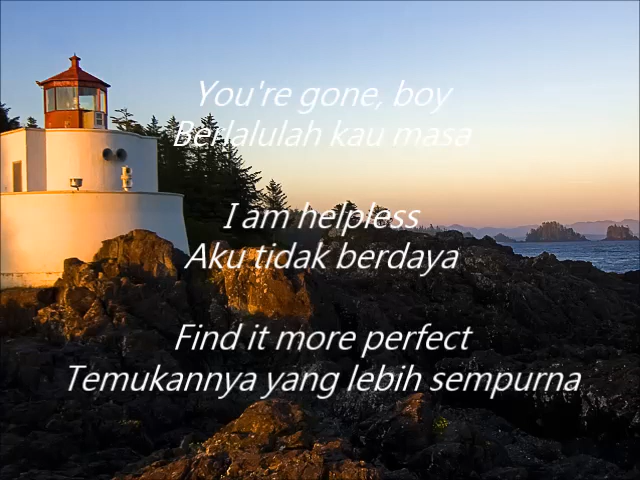 You're gone, boy
Berlalulah kau masa
I am helpless
Aku tidak berdaya
Find it more perfect
Temukannya yang lebih sempurna